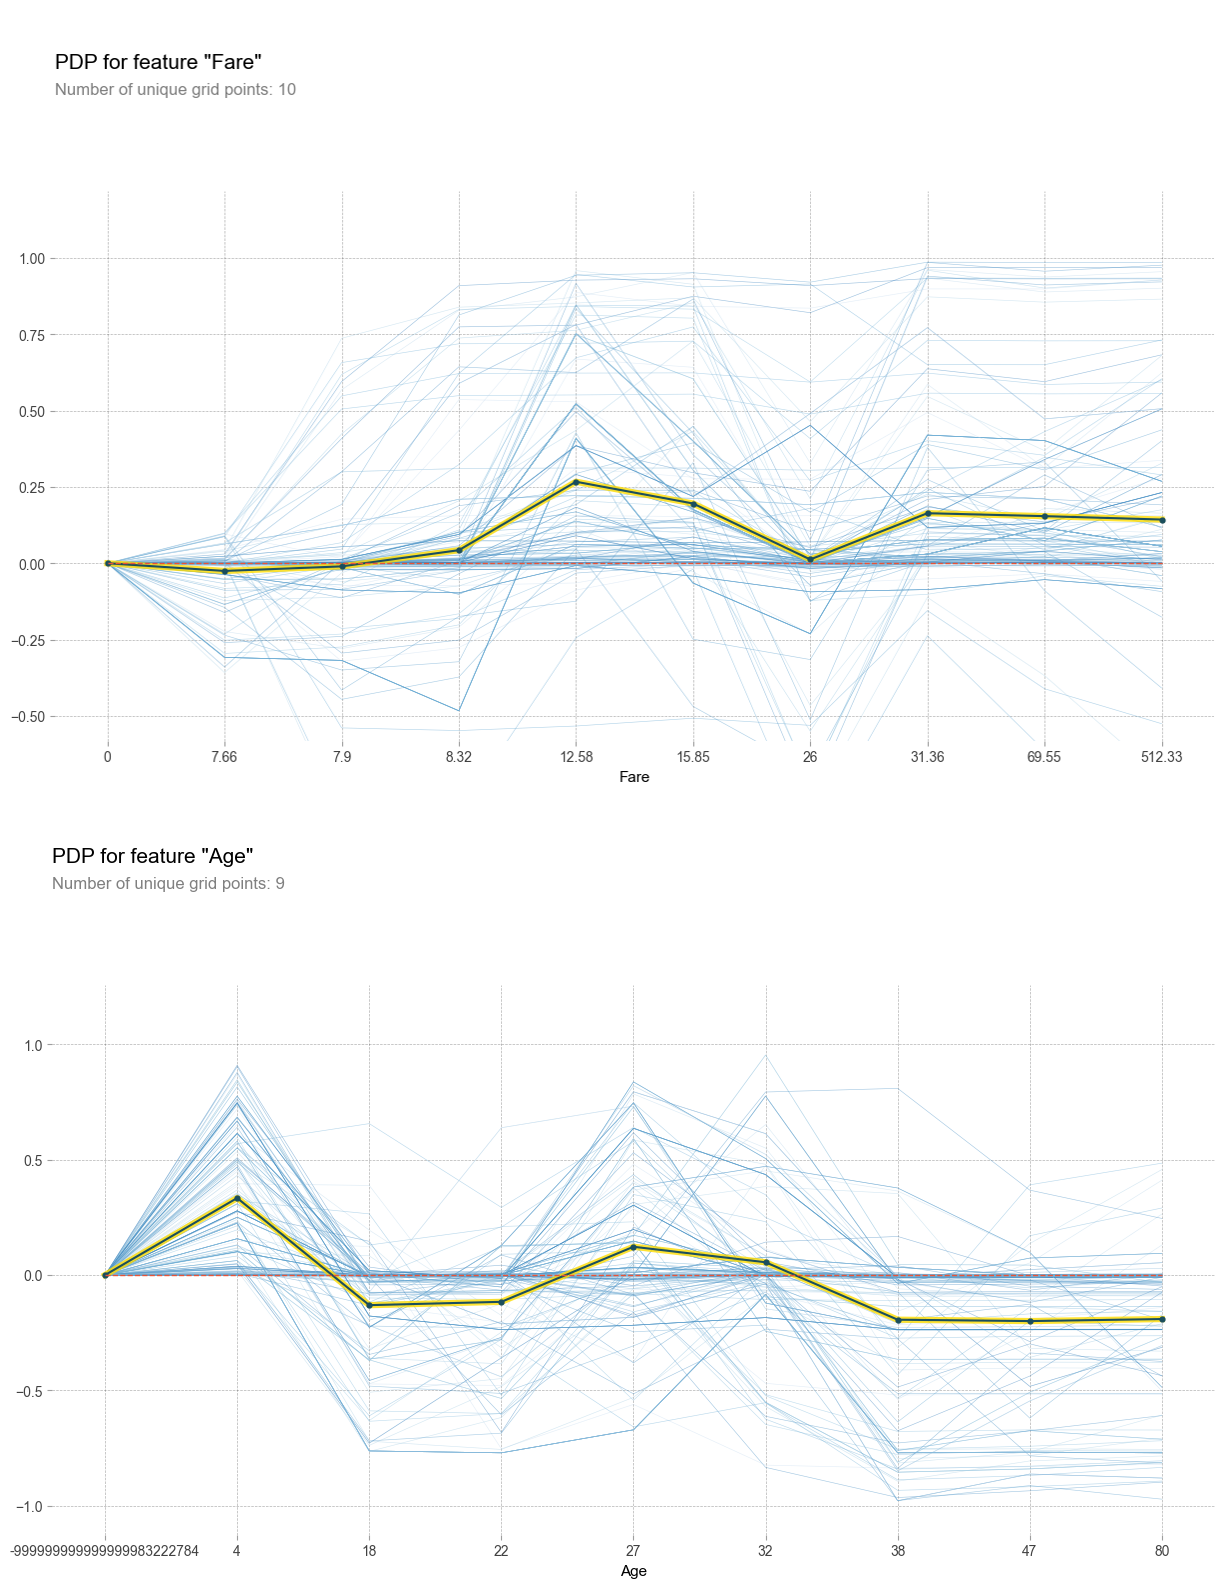 PDP for feature "Fare"
Number of unique grid points: 10
1.00
0.75
0.50
0.25
0.00
−0.25
−0.50
0 7.66 7.9 8.32 12.58 15.85 26 31.36 69.55 512.33
Fare
PDP for feature "Age"
Number of unique grid points: 9
1.0
0.5
0.0
−0.5
−1.0
4 18 22 27 32 38 47 80
Age